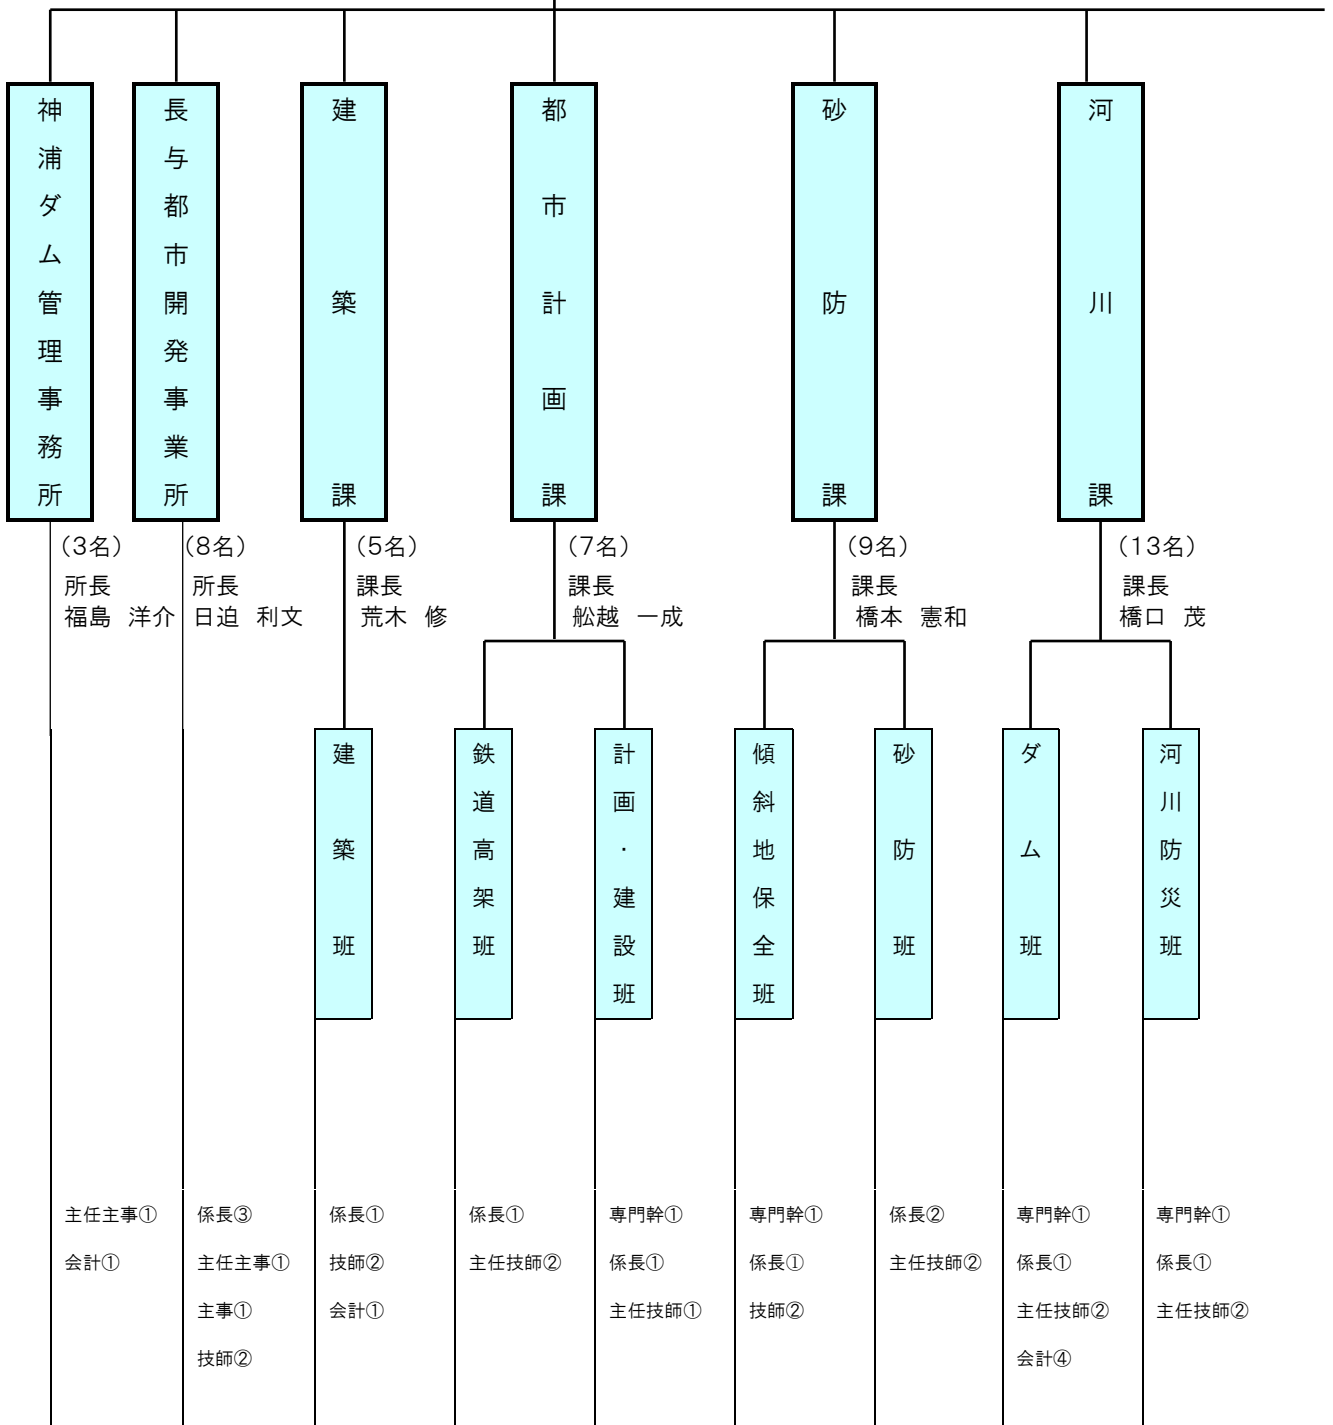 神浦ダム管理事務所
長与都市開発事業所
建築課
都市計画課
砂防課
河川課
（3名）
所長
福島 洋介
（8名）
所長
日迫 利文
（5名）
課長
荒木 修
（7名）
課長
舩越 一成
（9名）
課長
橋本 憲和
（13名）
課長
橋口 茂
建築班
鉄道高架班
計画・建設班
傾斜地保全班
砂防班
ダム班
河川防災班
主任主事①
会計①
係長③
主任主事①
主事①
技師②
係長①
技師②
会計①
係長①
主任技師②
専門幹①
係長①
主任技師①
専門幹①
係長①
技師②
係長②
主任技師②
専門幹①
係長①
主任技師②
会計④
専門幹①
係長①
主任技師②